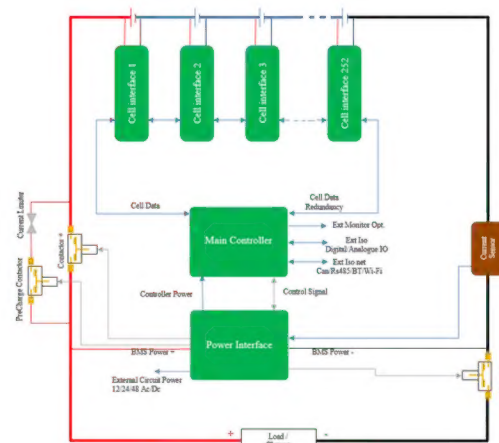 Cell interface 1
Cell interface 2
Cell interface 3
Cell interface 252
Cell Data
Cell Data
Redundancy
Main Controller
Ext Monitor Opt.
Ext Iso
Digital/Analogue IO
Ext Iso net
Can/Rs485/BT/Wi-Fi
Current Limiter
Contactor +
PreCharge Contactor
Current
Sensor
Controller Power
Control Signal
Power Interface
BMS Power +
BMS Power -
External Circuit Power
12/24/48 Ac/Dc
+
Load /
-